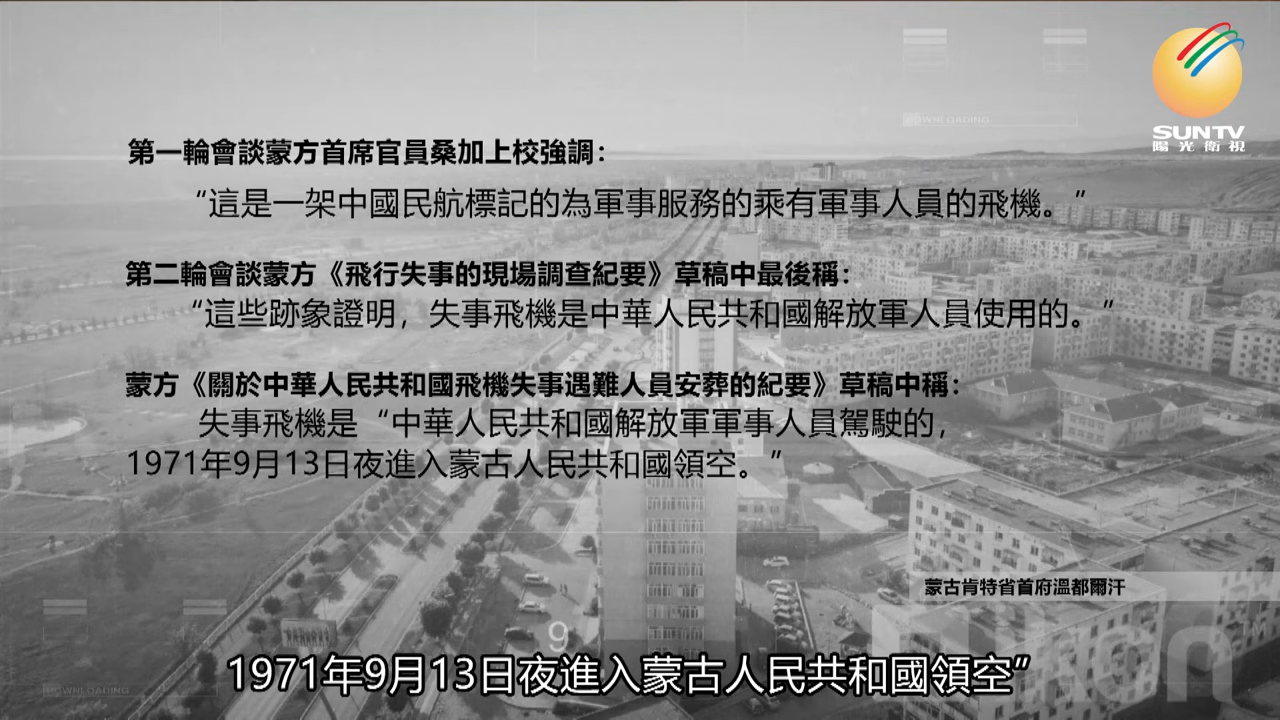 SUNTV
陽光衛視
DOWNLOADING
第一輪會談蒙方首席官員桑加上校強調：
“這是一架中國民航標記的為軍事服務的乘有軍事人員的飛機。”
第二輪會談蒙方《飛行失事的現場調查紀要》草稿中最後稱：
“這些跡象證明，失事飛機是中華人民共和國解放軍人員使用的。”
蒙方《關於中華人民共和國飛機失事遇難人員安葬的紀要》草稿中稱：
失事飛機是“中華人民共和國解放軍軍事人員駕駛的，
1971年9月13日夜進入蒙古人民共和國領空。”
蒙古肯特省首府溫都爾汗
9
DOWNLOADING
1971年9月13日夜進入蒙古人民共和國領空”